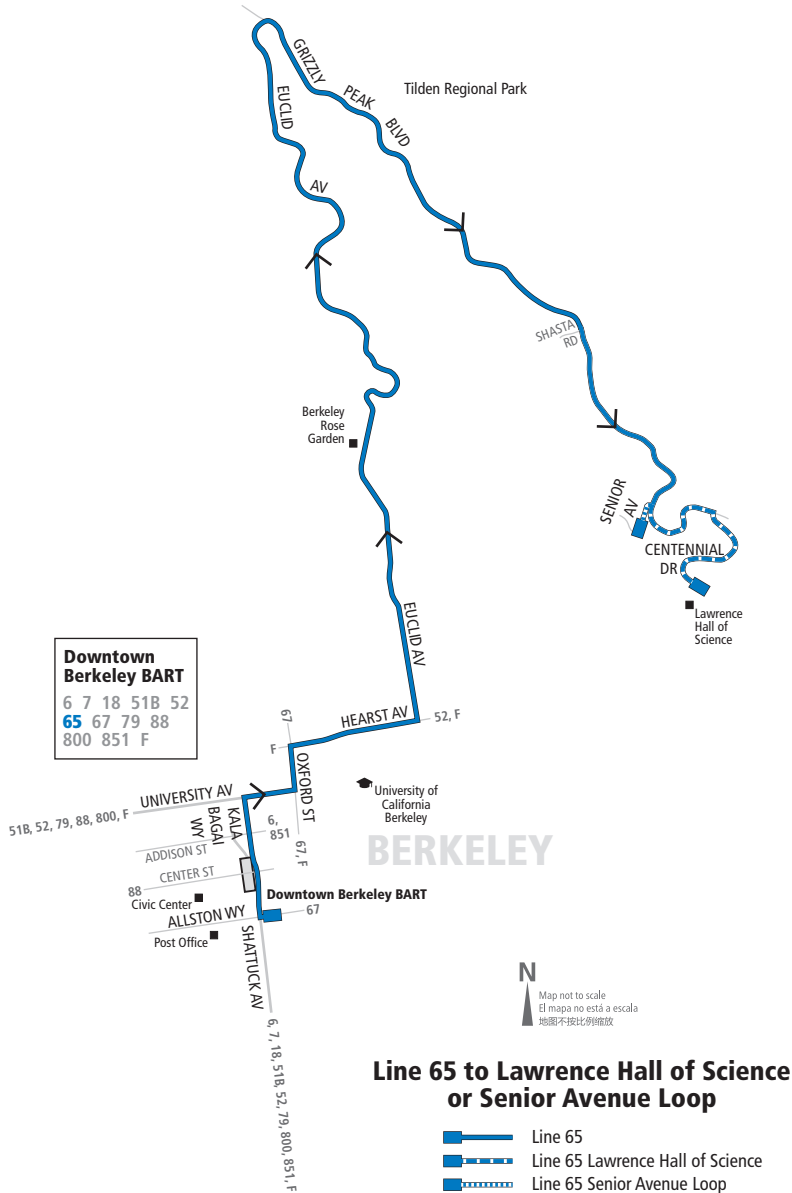 GRIZZLY
PEAK
BLVD
Tilden Regional Park
EUCLID
AV
SHASTA
RD
Berkeley
Rose
Garden
SENIOR
AV
CENTENNIAL
DR
Lawrence
Hall of
Science
EUCLID AV
Downtown
Berkeley BART
6 7 18 51B 52
65 67 79 88
800 851 F
67
HEARST AV
52, F
F
OXFORD ST
UNIVERSITY AV
51B, 52, 79, 88, 800, F
University of
California
Berkeley
KALA
BAGAI
WY
6,
851
67, F
BERKELEY
ADDISON ST
CENTER ST
88
Civic Center
Downtown Berkeley BART
ALLSTON WY
67
Post Office
SHATTUCK AV
6, 7, 18, 51B, 52, 79, 800, 851, F
N
Map not to scale
El mapa no está a escala
地图不按比例缩放
Line 65 to Lawrence Hall of Science
or Senior Avenue Loop
Line 65
Line 65 Lawrence Hall of Science
Line 65 Senior Avenue Loop